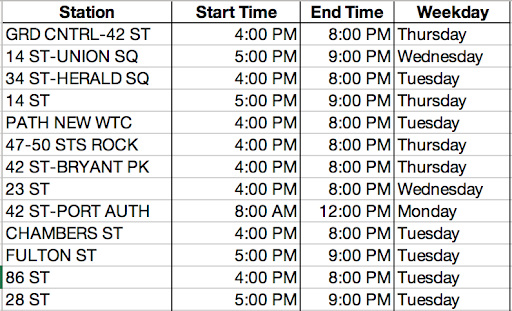 Station Start Time End Time Weekday
GRD CNTRL-42 ST 4:00 PM 8:00 PM Thursday
14 ST-UNION SQ 5:00 PM 9:00 PM Wednesday
34 ST-HERALD SQ 4:00 PM 8:00 PM Tuesday
14 ST 5:00 PM 9:00 PM Thursday
PATH NEW WTC 4:00 PM 8:00 PM Tuesday
47-50 STS ROCK 4:00 PM 8:00 PM Thursday
42 ST-BRYANT PK 4:00 PM 8:00 PM Thursday
23 ST 4:00 PM 8:00 PM Wednesday
42 ST-PORT AUTH 8:00 AM 12:00 PM Monday
CHAMBERS ST 4:00 PM 8:00 PM Tuesday
FULTON ST 5:00 PM 9:00 PM Tuesday
86 ST 4:00 PM 8:00 PM Tuesday
28 ST 5:00 PM 9:00 PM Tuesday